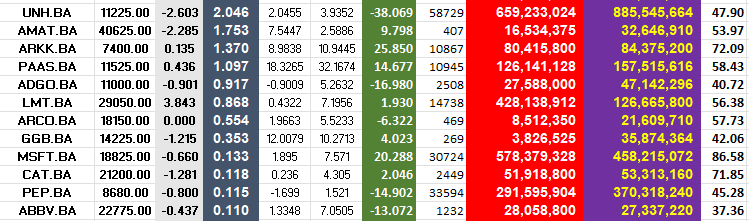 UNH.BA 11225.00 -2.603 2.046 2.0455 3.9352 -38.069 58729 659,233,024 885,545,664 47.90
AMAT.BA 40625.00 -2.285 1.753 7.5447 2.5886 9.798 407 16,534,375 32,646,910 53.97
ARKK.BA 7400.00 0.135 1.370 8.9838 10.9445 25.850 10867 80,415,800 84,375,200 72.09
PAAS.BA 11525.00 0.436 1.097 18.3265 32.1674 14.677 10945 126,141,128 157,515,616 58.43
ADGO.BA 11000.00 -0.901 0.917 -0.9009 5.2632 -16.980 2508 27,588,000 47,142,296 40.72
LMT.BA 29050.00 3.843 0.868 0.4322 7.1956 1.930 14738 428,138,912 126,665,800 56.38
ARCO.BA 18150.00 0.000 0.554 1.9663 5.5233 -6.322 469 8,512,350 21,609,710 57.73
GGB.BA 14225.00 -1.215 0.353 12.0079 10.2713 4.023 269 3,826,525 35,874,364 42.06
MSFT.BA 18825.00 -0.660 0.133 1.895 7.571 20.288 30724 578,379,328 458,215,072 86.58
CAT.BA 21200.00 -1.281 0.118 0.236 4.305 2.046 2449 51,918,800 53,313,160 71.85
PEP.BA 8680.00 -0.800 0.115 -1.699 1.521 -14.902 33594 291,595,904 370,318,240 45.28
ABBV.BA 22775.00 -0.437 0.110 1.3348 7.0505 -13.072 1232 28,058,800 27,337,220 37.36